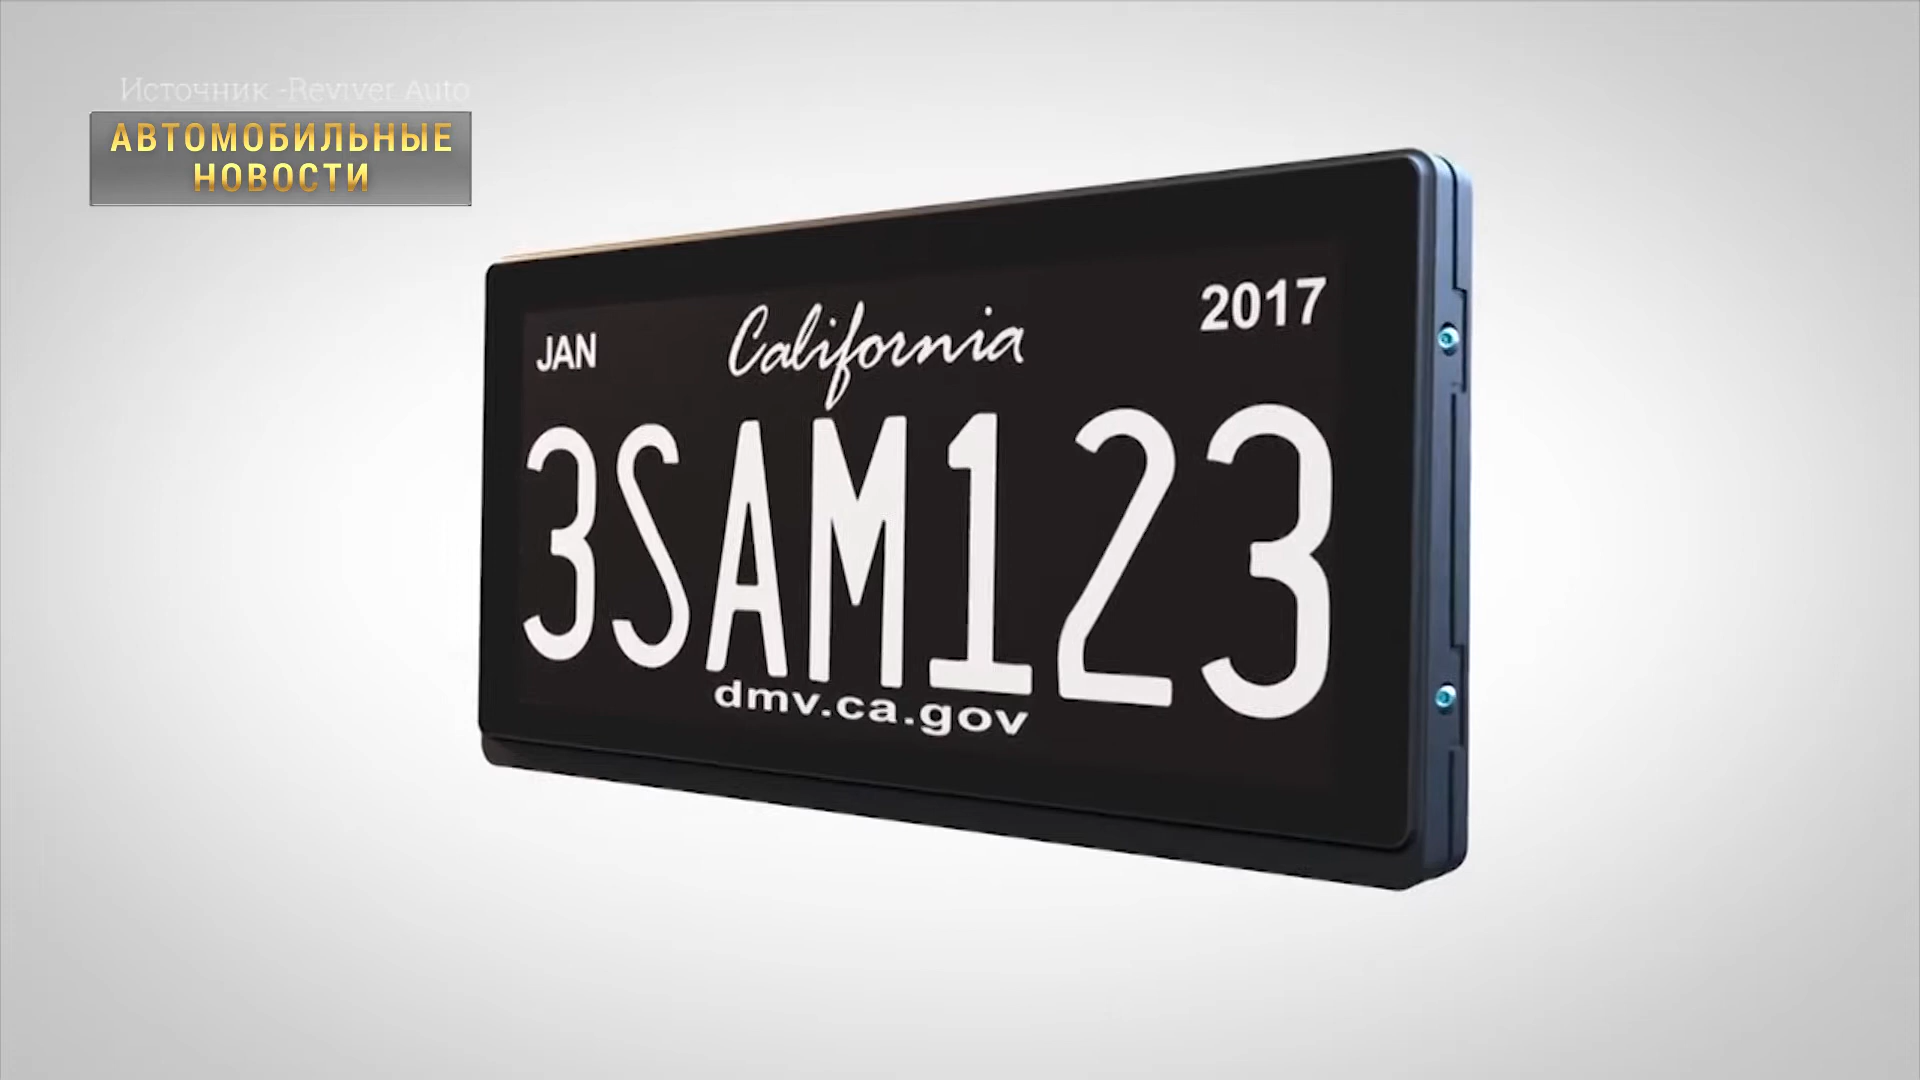 Источник -Reviver Auto
АВТОМОБИЛЬНЫЕ
НОВОСТИ
JAN
California
2017
3SAM123
dmv.ca.gov